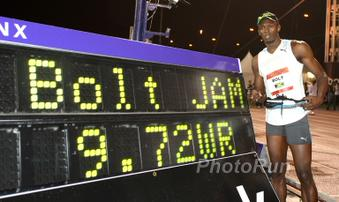 NX
Bolt JAM
9.72WR
BOLT
PhotoRun